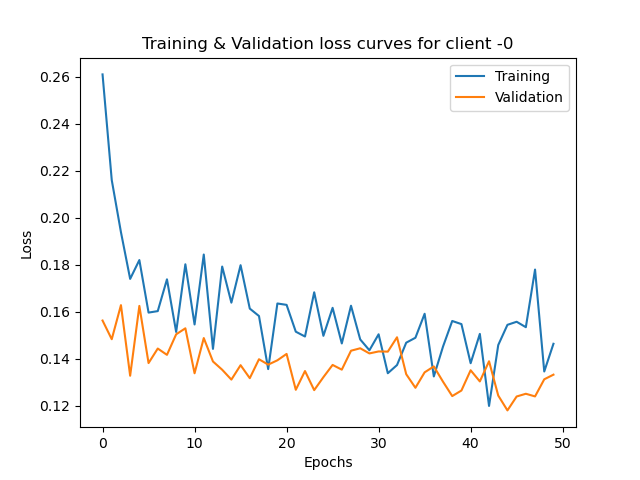 Training & Validation loss curves for client -0
Training
Validation
0.26
0.24
0.22
0.20
0.18
0.16
0.14
0.12
Loss
0
10
20
30
40
50
Epochs